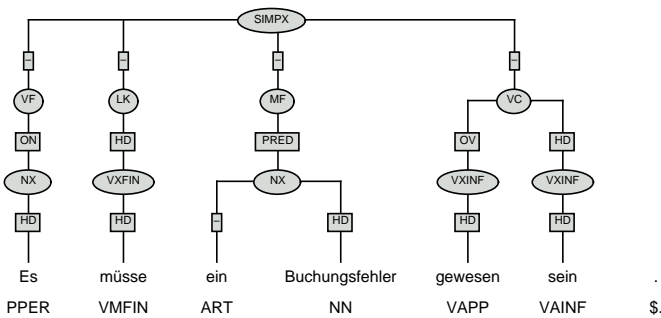 SIMPX
– – – –
VF LK MF VC
ON HD PRED OV HD
NX VXFIN NX VXINF VXINF
HD HD – HD HD HD
Es müsse ein Buchungsfehler gewesen sein .
PPER VMFIN ART NN VAPP VAINF $.